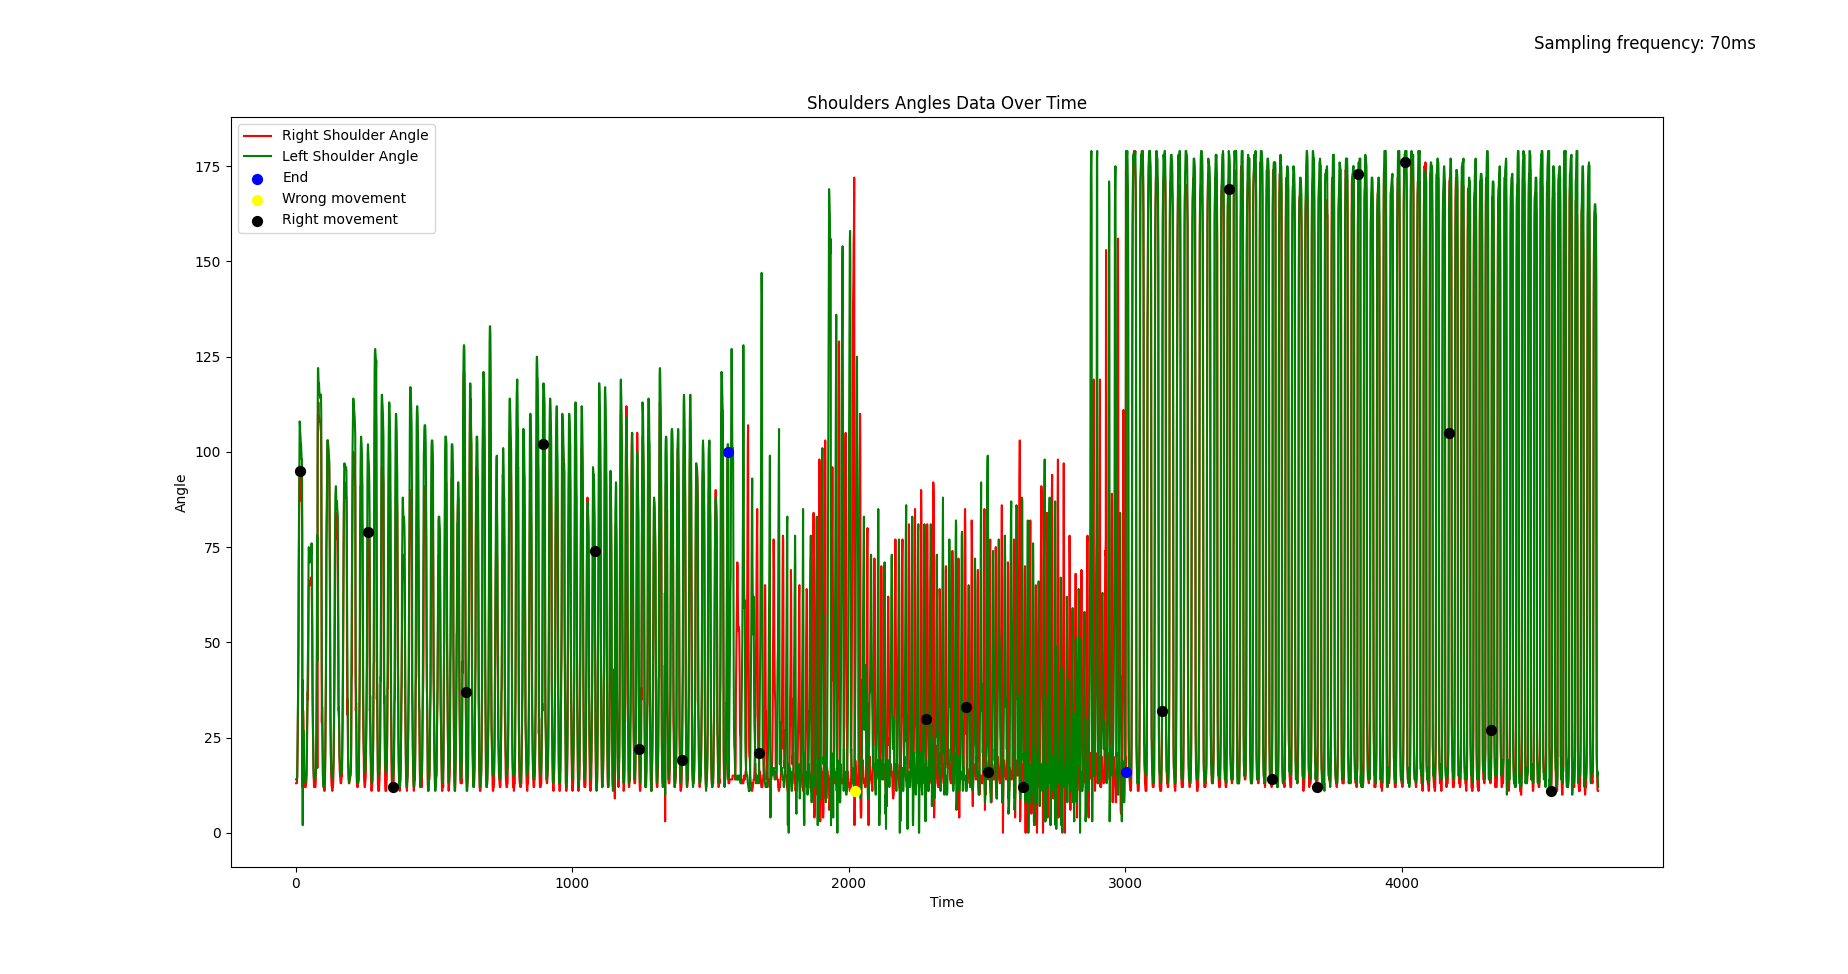 Sampling frequency: 70ms
Shoulders Angles Data Over Time
Right Shoulder Angle
Left Shoulder Angle
End
Wrong movement
Right movement
175
150
125
100
75
50
25
0
Angle
0 1000 2000 3000 4000
Time